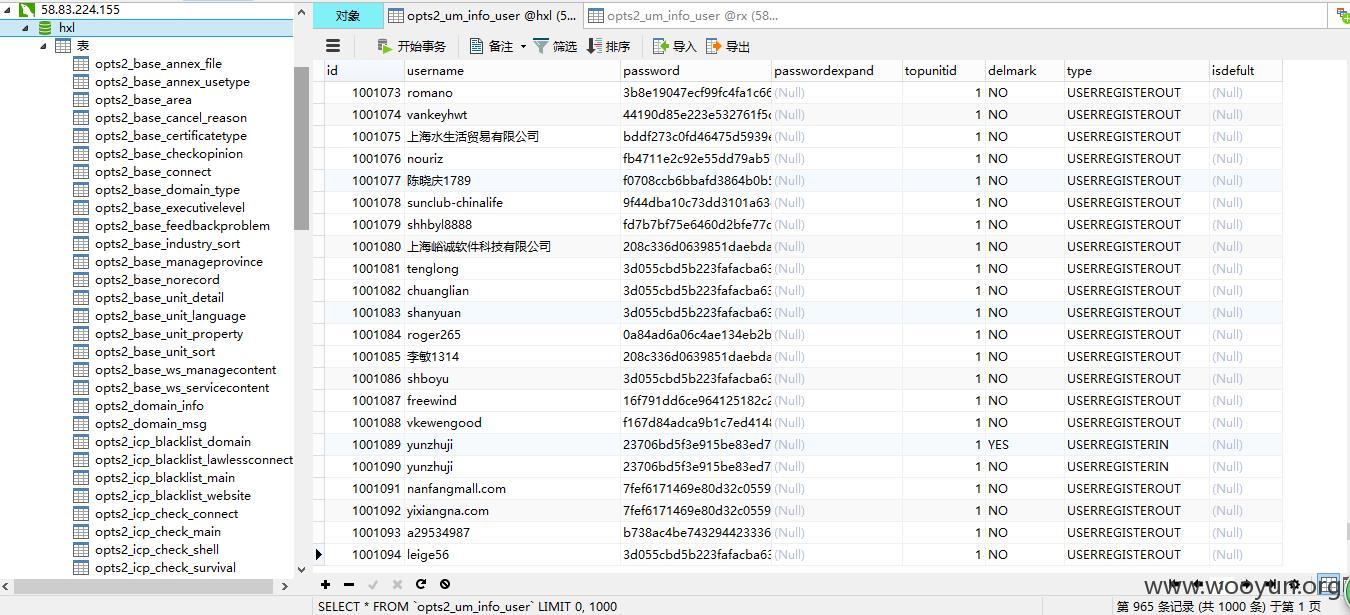 58.83.224.155
hxl
表
opts2_base_annex_file
opts2_base_annex_usetype
opts2_base_area
opts2_base_cancel_reason
opts2_base_certificatetype
opts2_base_checkopinion
opts2_base_connect
opts2_base_domain_type
opts2_base_executivelevel
opts2_base_feedbackproblem
opts2_base_industry_sort
opts2_base_manageprovince
opts2_base_norecord
opts2_base_unit_detail
opts2_base_unit_language
opts2_base_unit_property
opts2_base_unit_sort
opts2_base_ws_managecontent
opts2_base_ws_servicecontent
opts2_domain_info
opts2_domain_msg
opts2_icp_blacklist_domain
opts2_icp_blacklist_lawlessconnect
opts2_icp_blacklist_main
opts2_icp_blacklist_website
opts2_icp_check_connect
opts2_icp_check_main
opts2_icp_check_shell
opts2_icp_check_survival
对象 opts2_um_info_user @hxl (5... opts2_um_info_user @rx (58...
开始事务 备注 筛选 排序 导入 导出
id username password passwordexpand topunitid delmark type isdefult
1001073 romano 3b8e19047ecf99fc4fa1c66 (Null) 1 NO USERREGISTEROUT (Null)
1001074 vankeyhwt 44190d85e223e532761f5c (Null) 1 NO USERREGISTEROUT (Null)
1001075 上海水生活贸易有限公司 bddf273c0fd46475d5939e (Null) 1 NO USERREGISTEROUT (Null)
1001076 nouriz fb4711e2c92e55dd79ab5 (Null) 1 NO USERREGISTEROUT (Null)
1001077 陈晓庆1789 f0708ccb6bbafd3864b0b5 (Null) 1 NO USERREGISTEROUT (Null)
1001078 sunclub-chinalife 9f44dba10c73dd3101a63 (Null) 1 NO USERREGISTEROUT (Null)
1001079 shhbyl8888 fd7b7bf75e6460d2bfe77c (Null) 1 NO USERREGISTEROUT (Null)
1001080 上海峪诚软件科技有限公司 208c336d0639851daebda (Null) 1 NO USERREGISTEROUT (Null)
1001081 tenglong 3d055cbd5b223fafacba63 (Null) 1 NO USERREGISTEROUT (Null)
1001082 chuanglian 3d055cbd5b223fafacba63 (Null) 1 NO USERREGISTEROUT (Null)
1001083 shanyuan 3d055cbd5b223fafacba63 (Null) 1 NO USERREGISTEROUT (Null)
1001084 roger265 0a84ad6a06c4ae134eb2b (Null) 1 NO USERREGISTEROUT (Null)
1001085 李敏1314 208c336d0639851daebda (Null) 1 NO USERREGISTEROUT (Null)
1001086 shboyu 3d055cbd5b223fafacba63 (Null) 1 NO USERREGISTEROUT (Null)
1001087 freewind 16f791dd6ce964125182c2 (Null) 1 NO USERREGISTEROUT (Null)
1001088 vkewengood f167d84adca9b1c7ed4148 (Null) 1 NO USERREGISTEROUT (Null)
1001089 yunzhuji 23706bd5f3e915be83ed7 (Null) 1 YES USERREGISTERIN (Null)
1001090 yunzhuji 23706bd5f3e915be83ed7 (Null) 1 NO USERREGISTERIN (Null)
1001091 nanfangmall.com 7fef6171469e80d32c0559 (Null) 1 NO USERREGISTEROUT (Null)
1001092 yixiangna.com 7fef6171469e80d32c0559 (Null) 1 NO USERREGISTEROUT (Null)
1001093 a29534987 b738ac4be743294423336 (Null) 1 NO USERREGISTEROUT (Null)
1001094 leige56 3d055cbd5b223fafacba63 (Null) 1 NO USERREGISTEROUT (Null)
www.wooyun.org
SELECT * FROM `opts2_um_info_user` LIMIT 0, 1000 第 965 条记录 (共 1000 条) 于第 1 页